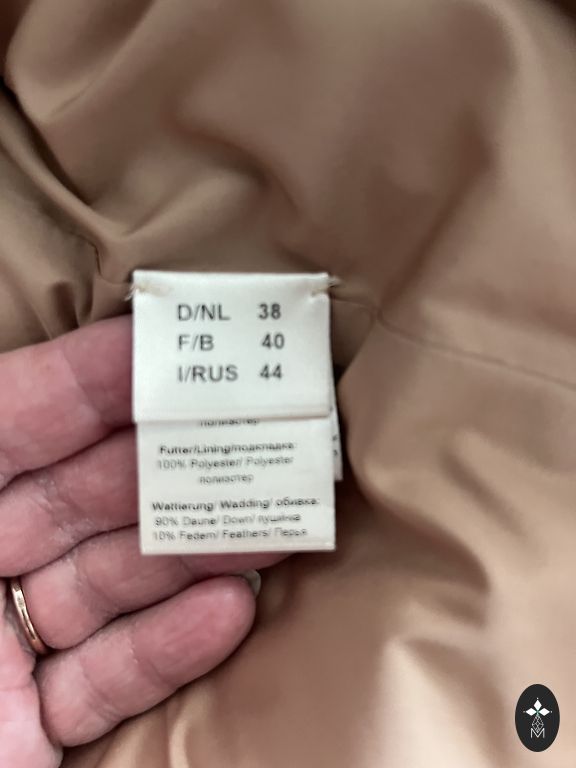 D/NL 38
F/B 40
I/RUS 44
полиэстер
Futter/Lining/подкладка:
100% Polyester/ Polyester
полиэстер
Wattierung/ Wadding/ обивка:
90% Daune/ Down/ пушина
10% Federn/ Feathers/ Перья
M